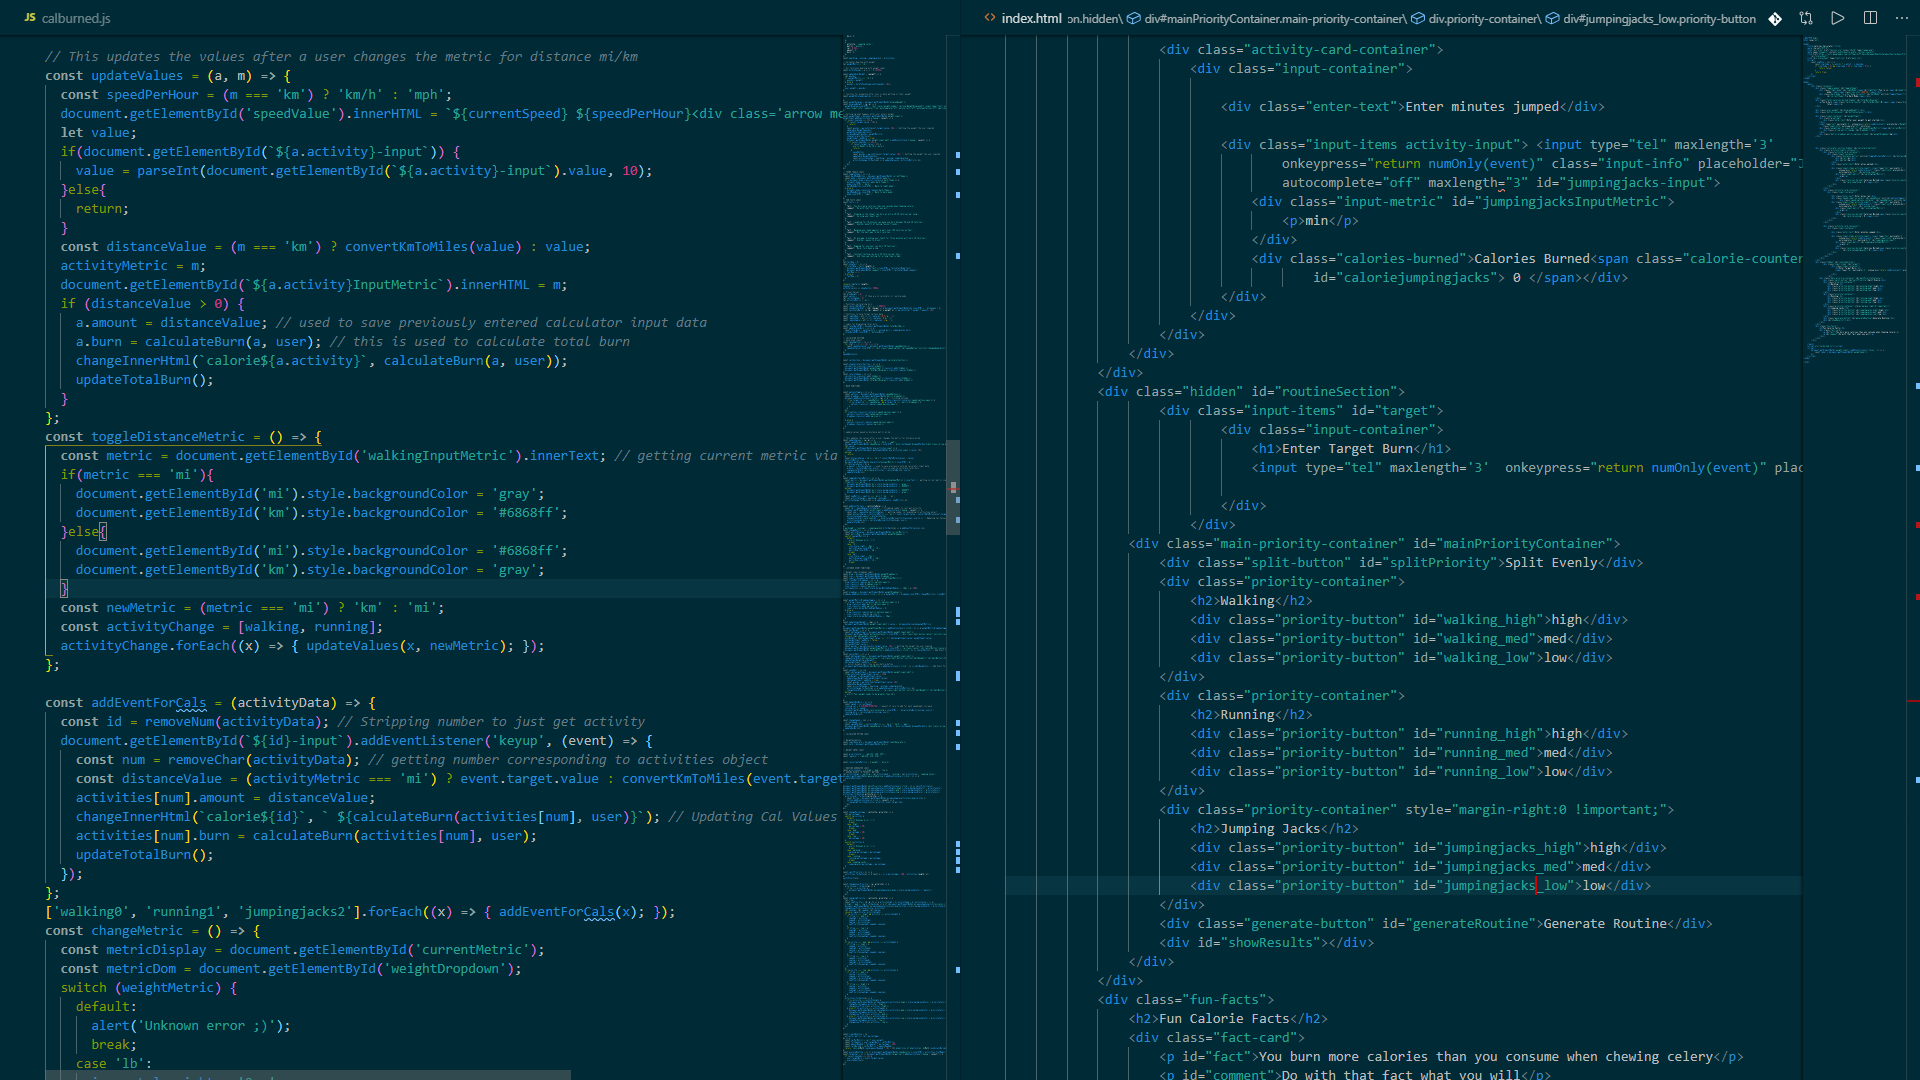 JS calburned.js
// This updates the values after a user changes the metric for distance mi/km
const updateValues = (a, m) => {
const speedPerHour = (m === 'km') ? 'km/h' : 'mph';
document.getElementById('speedValue').innerHTML = `${currentSpeed} ${speedPerHour}<div class='arrow mo
let value;
if(document.getElementById(`${a.activity}-input`)) {
value = parseInt(document.getElementById(`${a.activity}-input`).value, 10);
}else{
return;
}
const distanceValue = (m === 'km') ? convertKmToMiles(value) : value;
activityMetric = m;
document.getElementById(`${a.activity}InputMetric`).innerHTML = m;
if (distanceValue > 0) {
a.amount = distanceValue; // used to save previously entered calculator input data
a.burn = calculateBurn(a, user); // this is used to calculate total burn
changeInnerHtml(`calorie${a.activity}`, calculateBurn(a, user));
updateTotalBurn();
}
};
const toggleDistanceMetric = () => {
const metric = document.getElementById('walkingInputMetric').innerText; // getting current metric via
if(metric === 'mi'){
document.getElementById('mi').style.backgroundColor = 'gray';
document.getElementById('km').style.backgroundColor = '#6868ff';
}else{
document.getElementById('mi').style.backgroundColor = '#6868ff';
document.getElementById('km').style.backgroundColor = 'gray';
}
const newMetric = (metric === 'mi') ? 'km' : 'mi';
const activityChange = [walking, running];
activityChange.forEach((x) => { updateValues(x, newMetric); });
};
const addEventForCals = (activityData) => {
const id = removeNum(activityData); // Stripping number to just get activity
document.getElementById(`${id}-input`).addEventListener('keyup', (event) => {
const num = removeChar(activityData); // getting number corresponding to activities object
const distanceValue = (activityMetric === 'mi') ? event.target.value : convertKmToMiles(event.target
activities[num].amount = distanceValue;
changeInnerHtml(`calorie${id}`, ` ${calculateBurn(activities[num], user)}`); // Updating Cal Values
activities[num].burn = calculateBurn(activities[num], user);
updateTotalBurn();
});
};
['walking0', 'running1', 'jumpingjacks2'].forEach((x) => { addEventForCals(x); });
const changeMetric = () => {
const metricDisplay = document.getElementById('currentMetric');
const metricDom = document.getElementById('weightDropdown');
switch (weightMetric) {
default:
alert('Unknown error ;)');
break;
case 'lb':
<> index.html on.hidden\ div#mainPriorityContainer.main-priority-container\ div.priority-container\ div#jumpingjacks_low.priority-button
<div class="activity-card-container">
<div class="input-container">
<div class="enter-text">Enter minutes jumped</div>
<div class="input-items activity-input"> <input type="tel" maxlength='3'
onkeypress="return numOnly(event)" class="input-info" placeholder="J
autocomplete="off" maxlength="3" id="jumpingjacks-input">
<div class="input-metric" id="jumpingjacksInputMetric">
<p>min</p>
</div>
<div class="calories-burned">Calories Burned<span class="calorie-counter
id="caloriejumpingjacks"> 0 </span></div>
</div>
</div>
</div>
</div>
</div>
<div class="hidden" id="routineSection">
<div class="input-items" id="target">
<div class="input-container">
<h1>Enter Target Burn</h1>
<input type="tel" maxlength='3'  onkeypress="return numOnly(event)" plac
</div>
</div>
<div class="main-priority-container" id="mainPriorityContainer">
<div class="split-button" id="splitPriority">Split Evenly</div>
<div class="priority-container">
<h2>Walking</h2>
<div class="priority-button" id="walking_high">high</div>
<div class="priority-button" id="walking_med">med</div>
<div class="priority-button" id="walking_low">low</div>
</div>
<div class="priority-container">
<h2>Running</h2>
<div class="priority-button" id="running_high">high</div>
<div class="priority-button" id="running_med">med</div>
<div class="priority-button" id="running_low">low</div>
</div>
<div class="priority-container" style="margin-right:0 !important;">
<h2>Jumping Jacks</h2>
<div class="priority-button" id="jumpingjacks_high">high</div>
<div class="priority-button" id="jumpingjacks_med">med</div>
<div class="priority-button" id="jumpingjacks_low">low</div>
</div>
<div class="generate-button" id="generateRoutine">Generate Routine</div>
<div id="showResults"></div>
</div>
</div>
<div class="fun-facts">
<h2>Fun Calorie Facts</h2>
<div class="fact-card">
<p id="fact">You burn more calories than you consume when chewing celery</p>
<p id="comment">Do with that fact what you will</p>